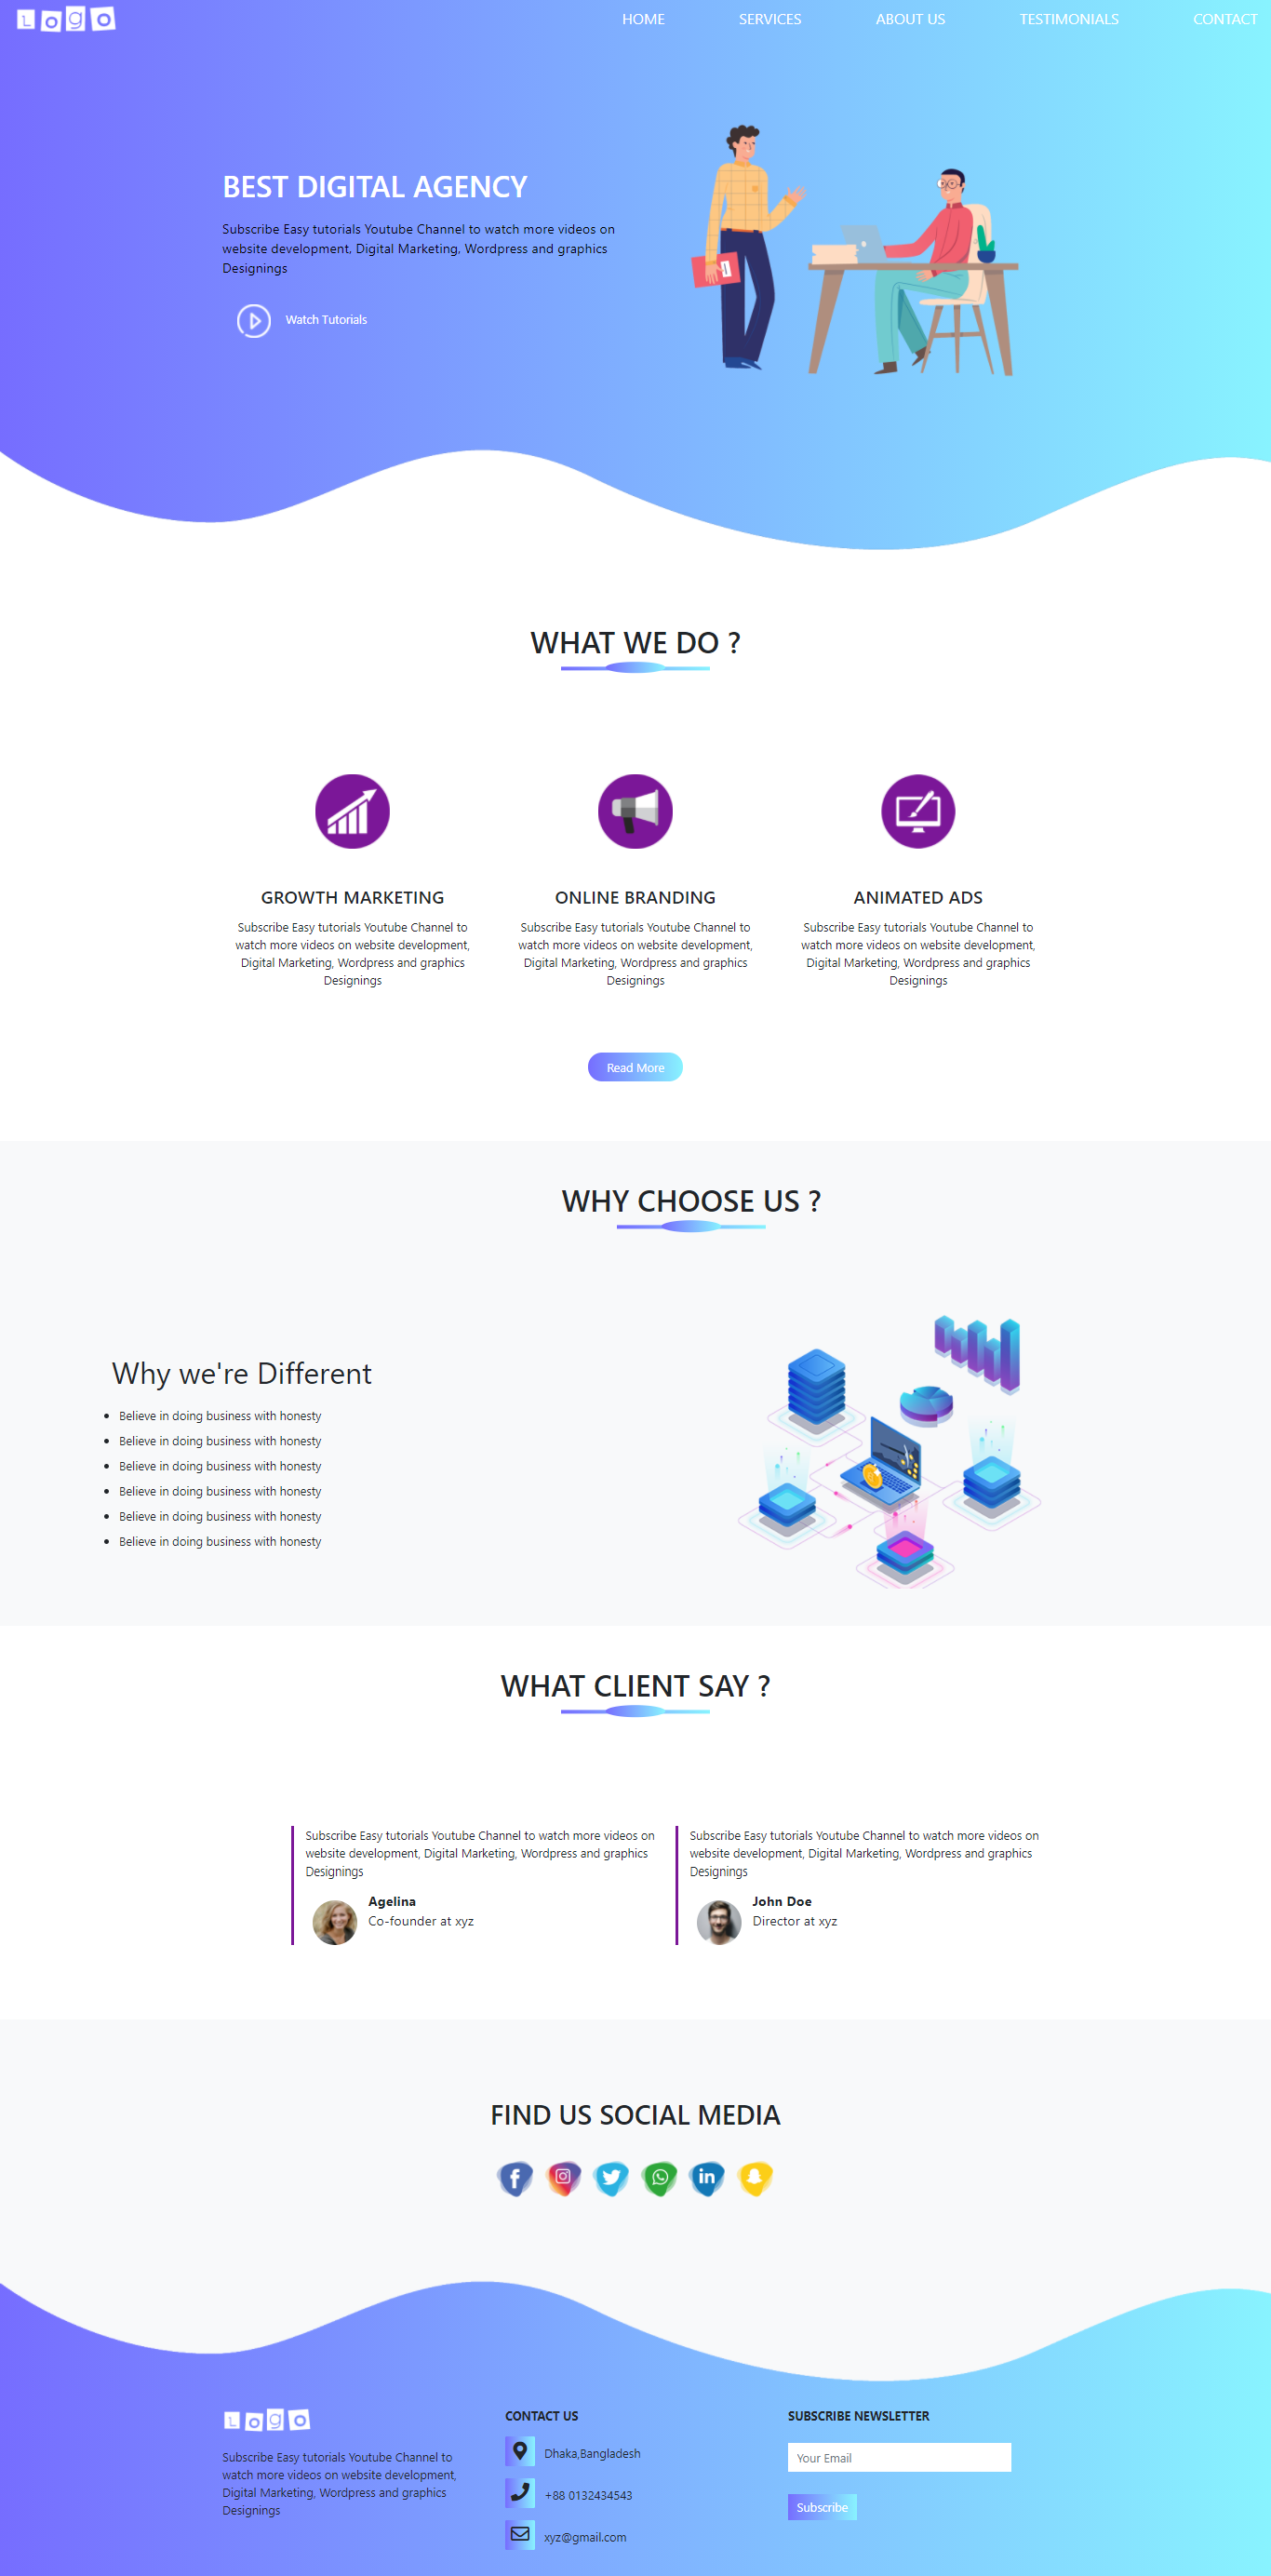 LOGO
HOME SERVICES ABOUT US TESTIMONIALS CONTACT
BEST DIGITAL AGENCY
Subscribe Easy tutorials Youtube Channel to watch more videos on
website development, Digital Marketing, Wordpress and graphics
Designings
Watch Tutorials
WHAT WE DO ?
GROWTH MARKETING
Subscribe Easy tutorials Youtube Channel to
watch more videos on website development,
Digital Marketing, Wordpress and graphics
Designings
ONLINE BRANDING
Subscribe Easy tutorials Youtube Channel to
watch more videos on website development,
Digital Marketing, Wordpress and graphics
Designings
ANIMATED ADS
Subscribe Easy tutorials Youtube Channel to
watch more videos on website development,
Digital Marketing, Wordpress and graphics
Designings
Read More
WHY CHOOSE US ?
Why we're Different
Believe in doing business with honesty
Believe in doing business with honesty
Believe in doing business with honesty
Believe in doing business with honesty
Believe in doing business with honesty
Believe in doing business with honesty
WHAT CLIENT SAY ?
Subscribe Easy tutorials Youtube Channel to watch more videos on
website development, Digital Marketing, Wordpress and graphics
Designings
Agelina
Co-founder at xyz
Subscribe Easy tutorials Youtube Channel to watch more videos on
website development, Digital Marketing, Wordpress and graphics
Designings
John Doe
Director at xyz
FIND US SOCIAL MEDIA
LOGO
Subscribe Easy tutorials Youtube Channel to
watch more videos on website development,
Digital Marketing, Wordpress and graphics
Designings
CONTACT US
Dhaka,Bangladesh
+88 0132434543
xyz@gmail.com
SUBSCRIBE NEWSLETTER
Your Email
Subscribe